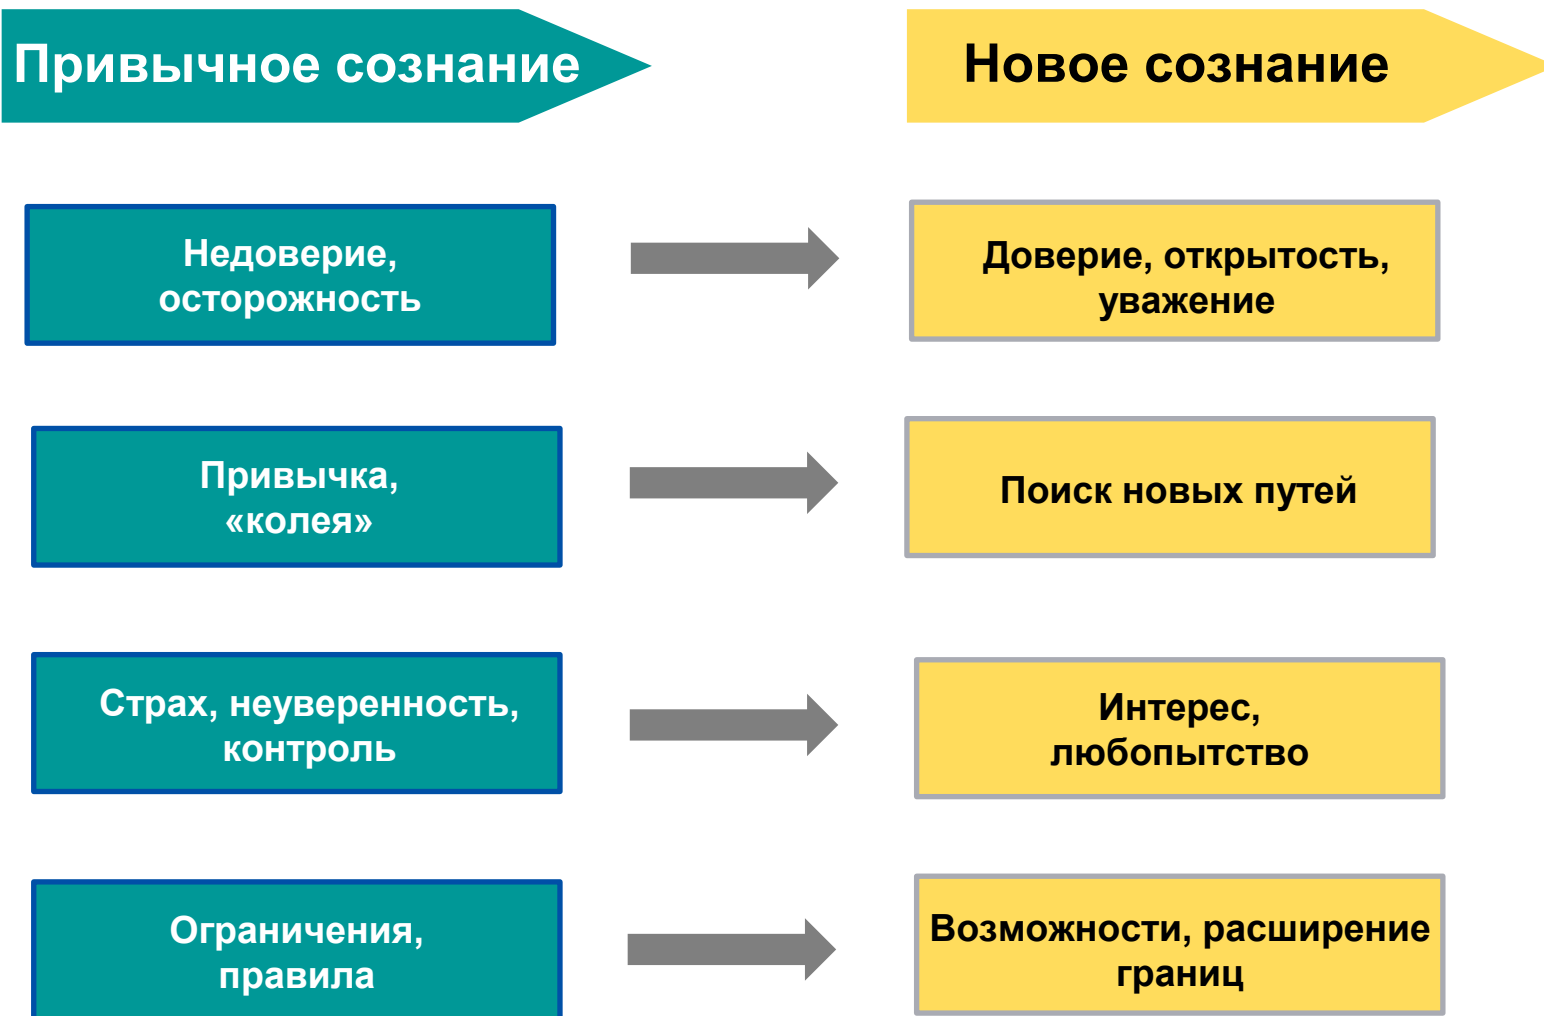 Привычное сознание
Новое сознание
Недоверие,
осторожность
Доверие, открытость,
уважение
Привычка,
«колея»
Поиск новых путей
Страх, неуверенность,
контроль
Интерес,
любопытство
Ограничения,
правила
Возможности, расширение
границ